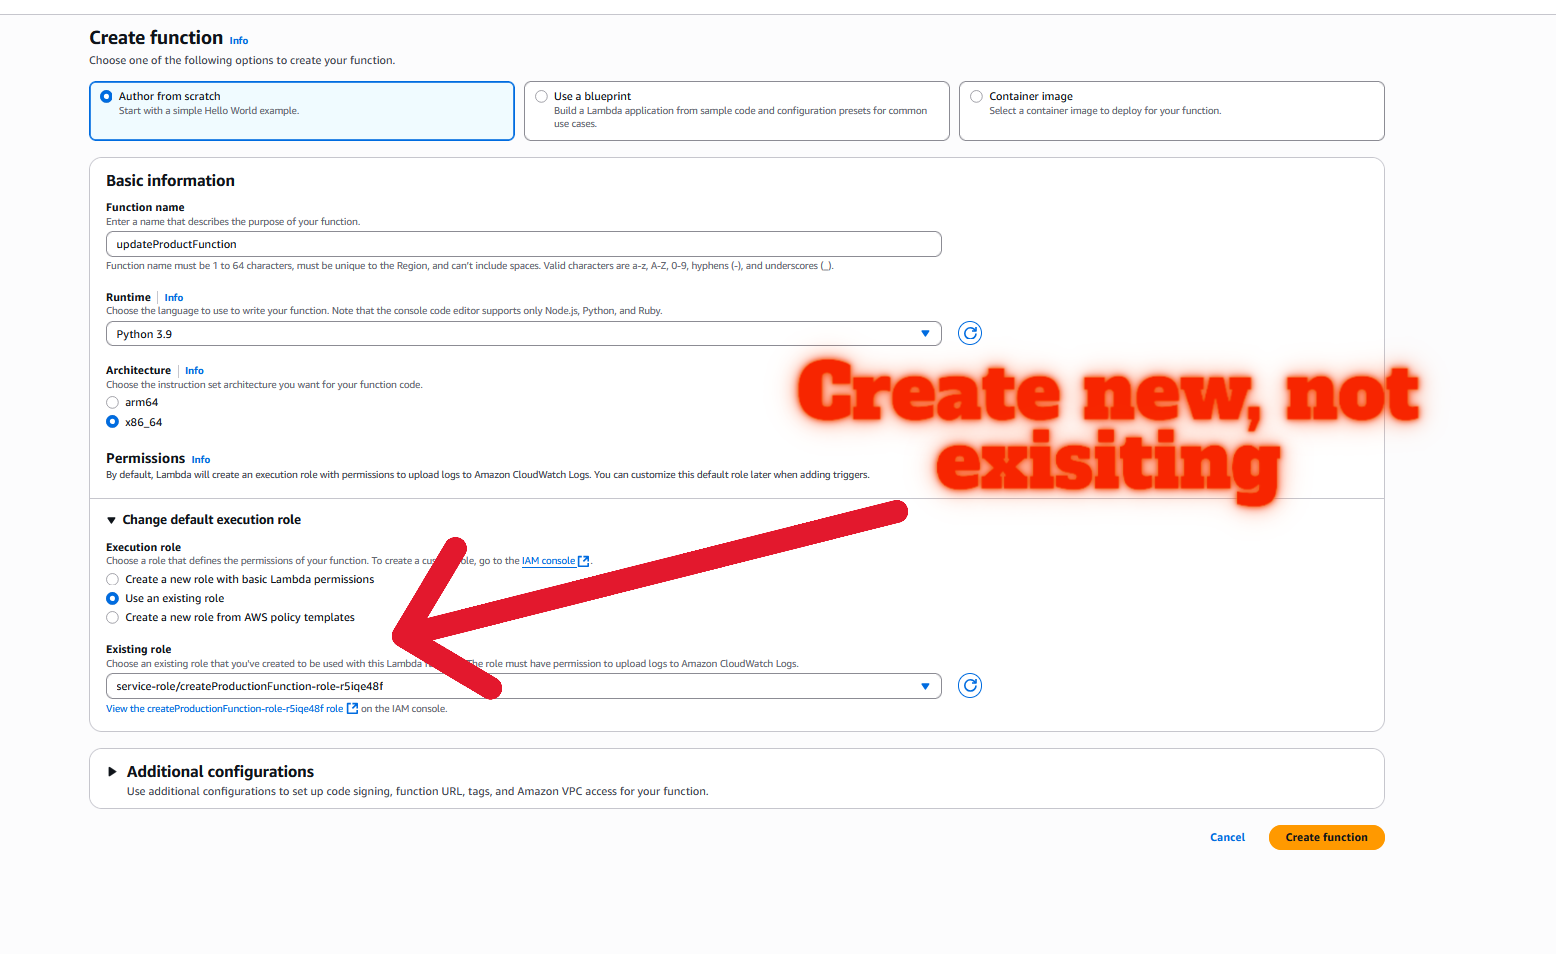 Create function Info
Choose one of the following options to create your function.
Author from scratch
Start with a simple Hello World example.
Use a blueprint
Build a Lambda application from sample code and configuration presets for common
use cases.
Container image
Select a container image to deploy for your function.
Basic information
Function name
Enter a name that describes the purpose of your function.
updateProductFunction
Function name must be 1 to 64 characters, must be unique to the Region, and can't include spaces. Valid characters are a-z, A-Z, 0-9, hyphens (-), and underscores (_).
Runtime Info
Choose the language to use to write your function. Note that the console code editor supports only Node.js, Python, and Ruby.
Python 3.9
Architecture Info
Choose the instruction set architecture you want for your function code.
arm64
x86_64
Create new, not
exisiting
Permissions Info
By default, Lambda will create an execution role with permissions to upload logs to Amazon CloudWatch Logs. You can customize this default role later when adding triggers.
Change default execution role
Execution role
Choose a role that defines the permissions of your function. To create a ole, go to the IAM console.
Create a new role with basic Lambda permissions
Use an existing role
Create a new role from AWS policy templates
Existing role
Choose an existing role that you've created to be used with this Lambda The role must have permission to upload logs to Amazon CloudWatch Logs.
service-role/createProductionFunction-role-r5iqe48f
View the createProductionFunction-role-r5iqe48f role on the IAM console.
Additional configurations
Use additional configurations to set up code signing, function URL, tags, and Amazon VPC access for your function.
Cancel
Create function